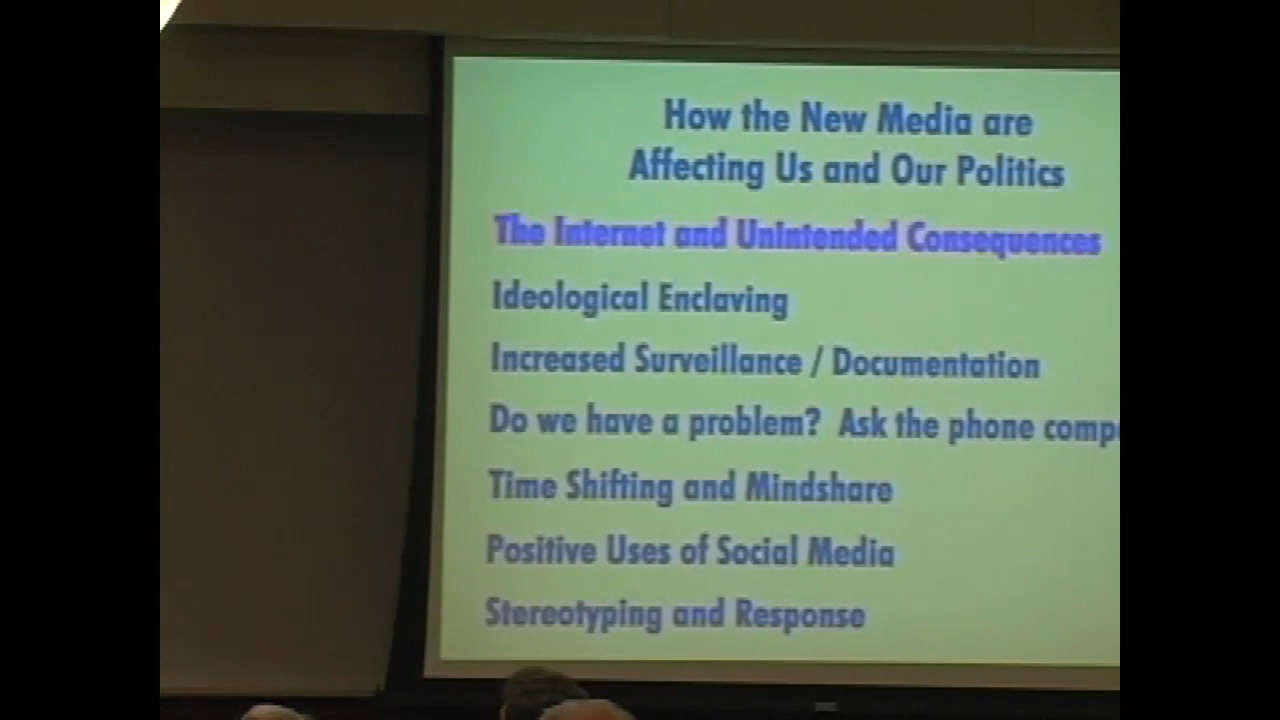 How the New Media are
Affecting Us and Our Politics
The Internet and Unintended Consequences
Ideological Enclaving
Increased Surveillance / Documentation
Do we have a problem? Ask the phone comp
Time Shifting and Mindshare
Positive Uses of Social Media
Stereotyping and Response